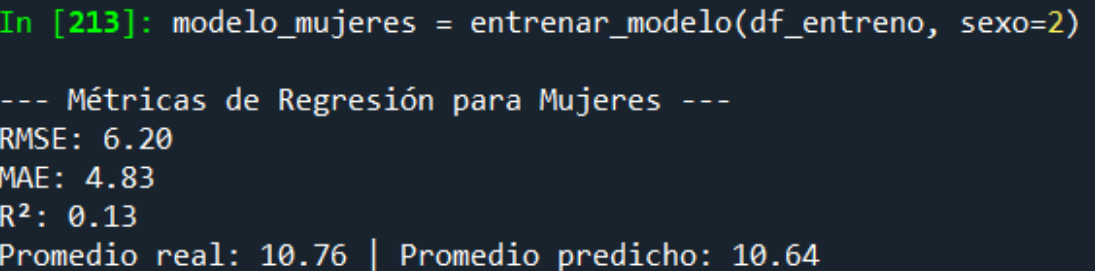 In [213]: modelo_mujeres = entrenar_modelo(df_entreno, sexo=2)
--- Métricas de Regresión para Mujeres ---
RMSE: 6.20
MAE: 4.83
R²: 0.13
Promedio real: 10.76 | Promedio predicho: 10.64